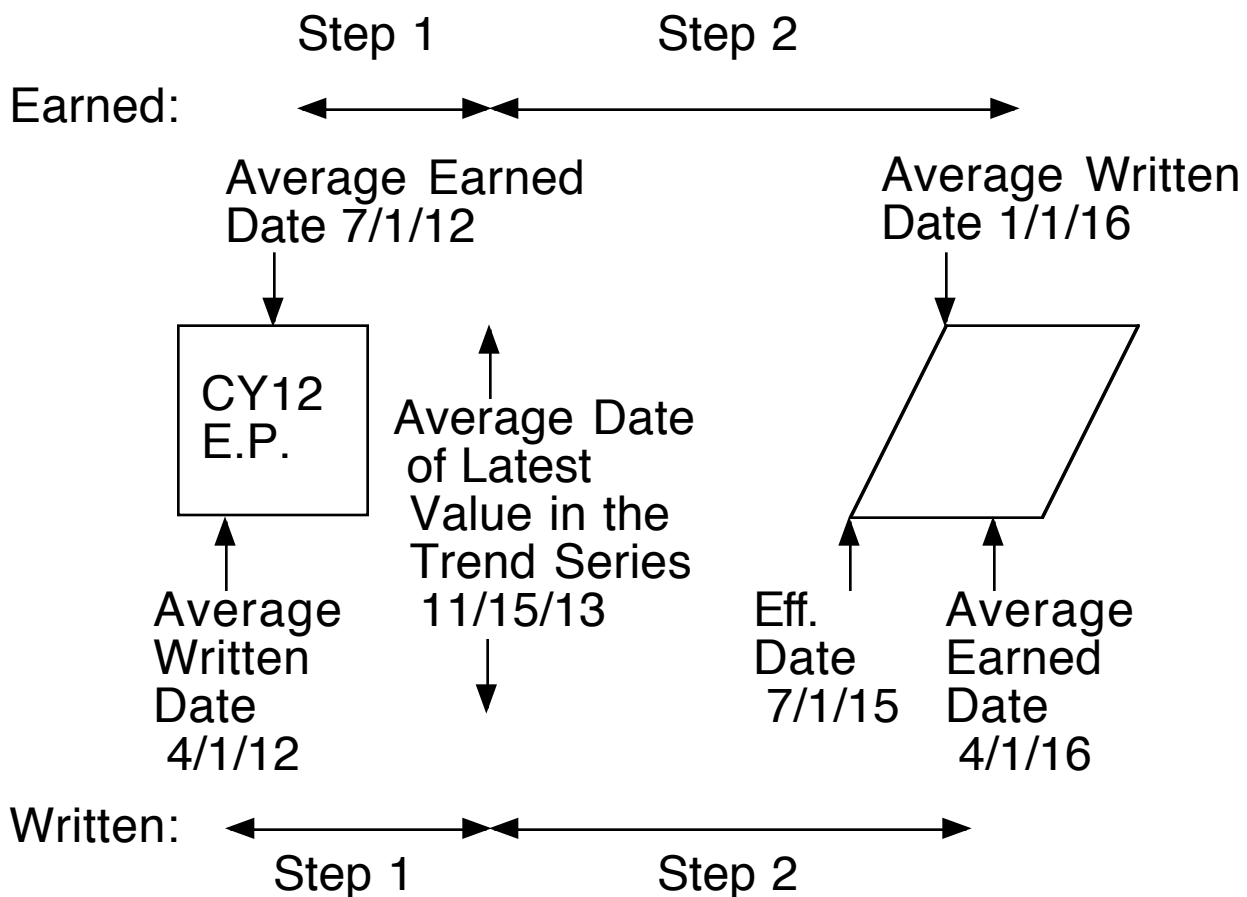 Step 1 Step 2
Earned:
Average Earned
Date 7/1/12
Average Written
Date 1/1/16
CY12
E.P.
Average Date
of Latest
Value in the
Trend Series
11/15/13
Average
Written
Date
4/1/12
Eff.
Date
7/1/15
Average
Earned
Date
4/1/16
Written:
Step 1 Step 2